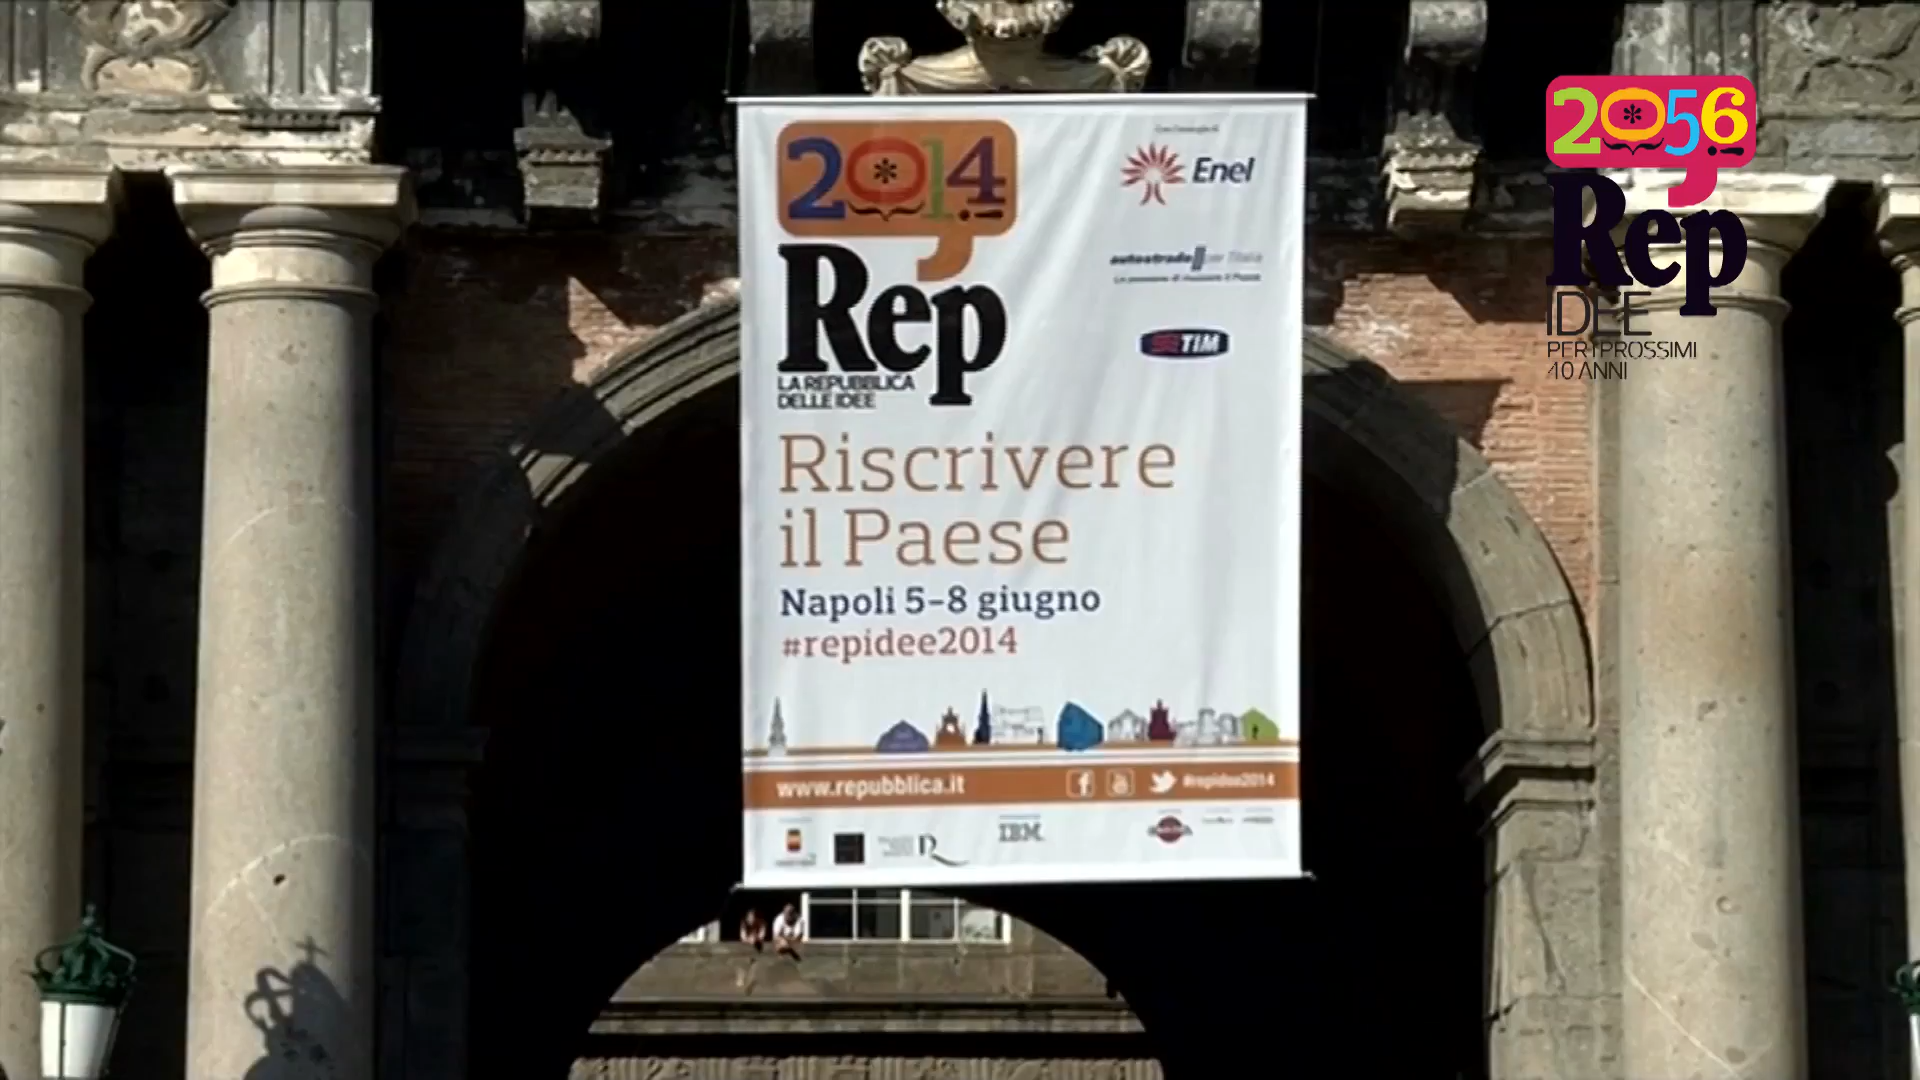 2014
Rep
LA REPUBBLICA
DELLE IDEE
Enel
autostrade per l'italia
TIM
Riscrivere
il Paese
Napoli 5-8 giugno
#repidee2014
www.repubblica.it
#repidee2014
IBM
2056
Rep
IDEE
PER I PROSSIMI
40 ANNI